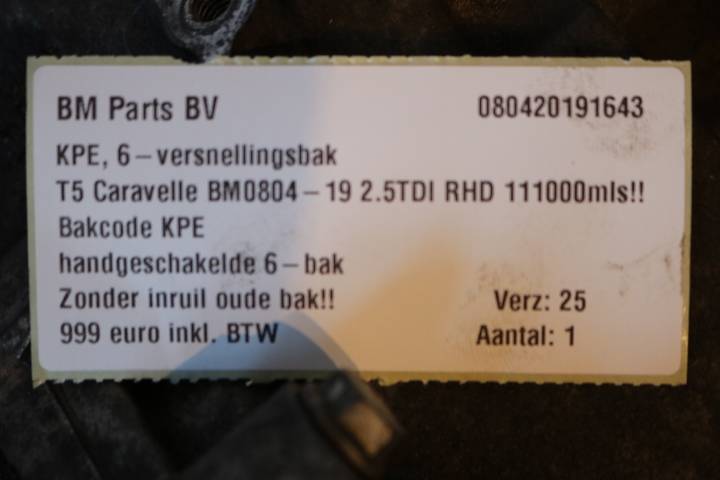 BM Parts BV 080420191643
KPE, 6-versnellingsbak
T5 Caravelle BM0804-19 2.5TDI RHD 111000mls!!
Bakcode KPE
handgeschakelde 6-bak
Zonder inruil oude bak!! Verz: 25
999 euro inkl. BTW Aantal: 1